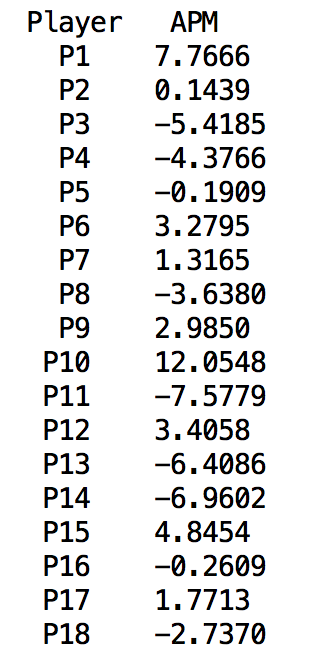 Player APM
P1 7.7666
P2 0.1439
P3 -5.4185
P4 -4.3766
P5 -0.1909
P6 3.2795
P7 1.3165
P8 -3.6380
P9 2.9850
P10 12.0548
P11 -7.5779
P12 3.4058
P13 -6.4086
P14 -6.9602
P15 4.8454
P16 -0.2609
P17 1.7713
P18 -2.7370